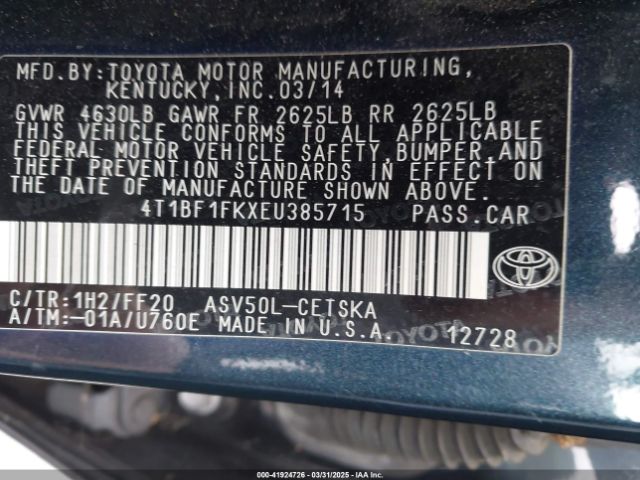 MFD.BY:TOYOTA MOTOR MANUFACTURING,
KENTUCKY,INC.03/14
GVWR 4630LB GAWR FR 2625LB RR 2625LB
THIS VEHICLE CONFORMS TO ALL APPLICABLE
FEDERAL MOTOR VEHICLE SAFETY,BUMPER,AND
THEFT PREVENTION STANDARDS IN EFFECT ON
THE DATE OF MANUFACTURE SHOWN ABOVE.
4T1BF1FKXEU385715 PASS.CAR
C/TR:1H2/FF20 ASV50L-CETSKA
A/TM:-01A/U760E MADE IN U.S.A. 12728
000-41924726 - 03/31/2025 - IAAI.COM